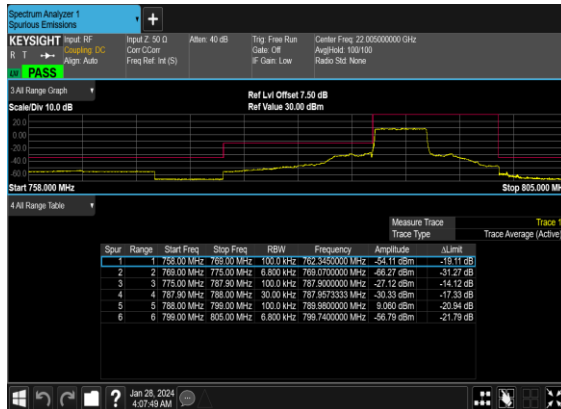 Spectrum Analyzer 1
Spurious Emissions
+
KEYSIGHT Input: RF Input Z: 50 Ω Atten: 40 dB Trig: Free Run Center Freq: 22.005000000 GHz
R T Coupling: DC Corr CCorr Gate: Off Avg|Hold: 100/100
Align: Auto Freq Ref: Int (S) IF Gain: Low Radio Std: None
PASS
3 All Range Graph Ref Lvl Offset 7.50 dB
Scale/Div 10.0 dB Ref Value 30.00 dBm
20.0
0.00
-20.0
-40.0
-60.0
Start 758.000 MHz Stop 805.000 MH
4 All Range Table
Measure Trace Trace 1
Trace Type Trace Average (Active)
Spur Range Start Freq Stop Freq RBW Frequency Amplitude ΔLimit
1 1 758.00 MHz 769.00 MHz 100.0 kHz 762.3450000 MHz -54.11 dBm -19.11 dB
2 2 769.00 MHz 775.00 MHz 6.800 kHz 769.0700000 MHz -66.27 dBm -31.27 dB
3 3 775.00 MHz 787.90 MHz 100.0 kHz 787.9000000 MHz -27.12 dBm -14.12 dB
4 4 787.90 MHz 788.00 MHz 30.00 kHz 787.9573333 MHz -30.33 dBm -17.33 dB
5 5 788.00 MHz 799.00 MHz 100.0 kHz 789.9800000 MHz 9.060 dBm -20.94 dB
6 6 799.00 MHz 805.00 MHz 6.800 kHz 799.7400000 MHz -56.79 dBm -21.79 dB
? Jan 28, 2024
4:07:49 AM